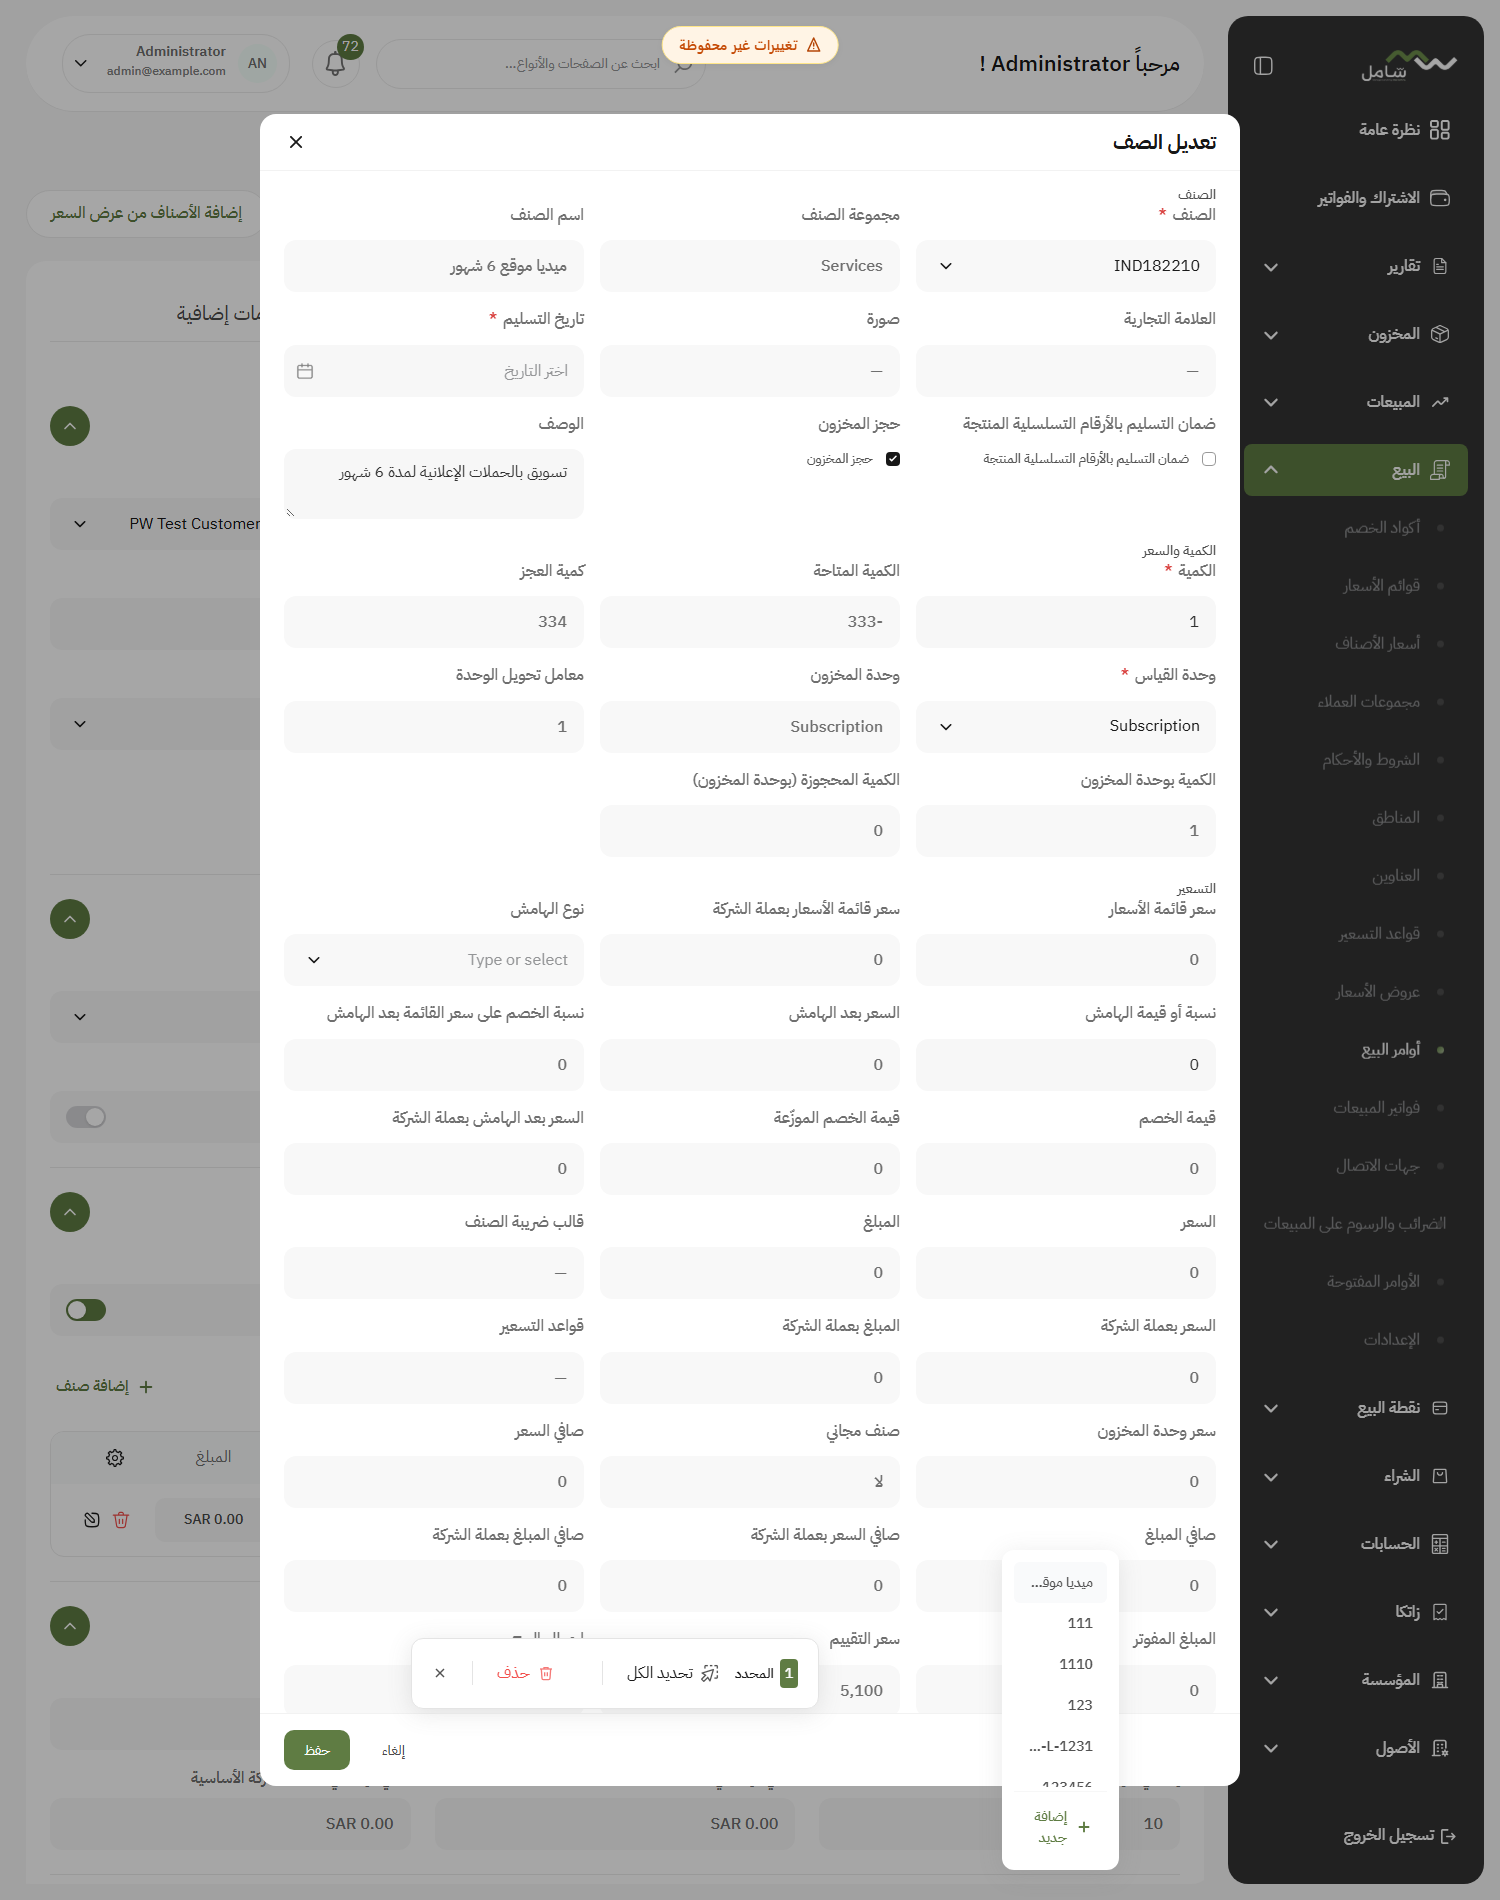 شامل
نظرة عامة
الاشتراك والفواتير
تقارير
المخزون
المبيعات
البيع
أكواد الخصم
قوائم الأسعار
أسعار الأصناف
مجموعات العملاء
الشروط والأحكام
المناطق
العناوين
قواعد التسعير
عروض الأسعار
أوامر البيع
فواتير المبيعات
جهات الاتصال
الضرائب والرسوم على المبيعات
الأوامر المفتوحة
الإعدادات
نقطة البيع
الشراء
الحسابات
زاتكا
المؤسسة
الأصول
تسجيل الخروج
مرحباً Administrator !
تغييرات غير محفوظة
ابحث عن الصفحات والأنواع...
72
AN
Administrator
admin@example.com
إضافة الأصناف من عرض السعر
PW Test Customer
إضافة صنف
المبلغ
SAR 0.00
تعديل الصف
الصنف
الصنف *
مجموعة الصنف
اسم الصنف
IND182210
Services
ميديا موقع 6 شهور
العلامة التجارية
صورة
تاريخ التسليم *
—
—
اختر التاريخ
ضمان التسليم بالأرقام التسلسلية المنتجة
حجز المخزون
الوصف
ضمان التسليم بالأرقام التسلسلية المنتجة
حجز المخزون
تسويق بالحملات الإعلانية لمدة 6 شهور
الكمية والسعر
الكمية *
الكمية المتاحة
كمية العجز
1
333-
334
وحدة القياس *
وحدة المخزون
معامل تحويل الوحدة
Subscription
Subscription
1
الكمية بوحدة المخزون
الكمية المحجوزة (بوحدة المخزون)
1
0
التسعير
سعر قائمة الأسعار
سعر قائمة الأسعار بعملة الشركة
نوع الهامش
0
0
Type or select
نسبة أو قيمة الهامش
السعر بعد الهامش
نسبة الخصم على سعر القائمة بعد الهامش
0
0
0
قيمة الخصم
قيمة الخصم الموزّعة
السعر بعد الهامش بعملة الشركة
0
0
0
السعر
المبلغ
قالب ضريبة الصنف
0
0
—
السعر بعملة الشركة
المبلغ بعملة الشركة
قواعد التسعير
0
0
—
سعر وحدة المخزون
صنف مجاني
صافي السعر
0
لا
0
صافي المبلغ
صافي السعر بعملة الشركة
صافي المبلغ بعملة الشركة
0
0
0
المبلغ المفوتر
سعر التقييم
0
5,100
ميديا موقـ...
111
1110
123
...-L-1231
123456
إضافة جديد
1 المحدد
تحديد الكل
حذف
إلغاء
حفظ
10
SAR 0.00
SAR 0.00